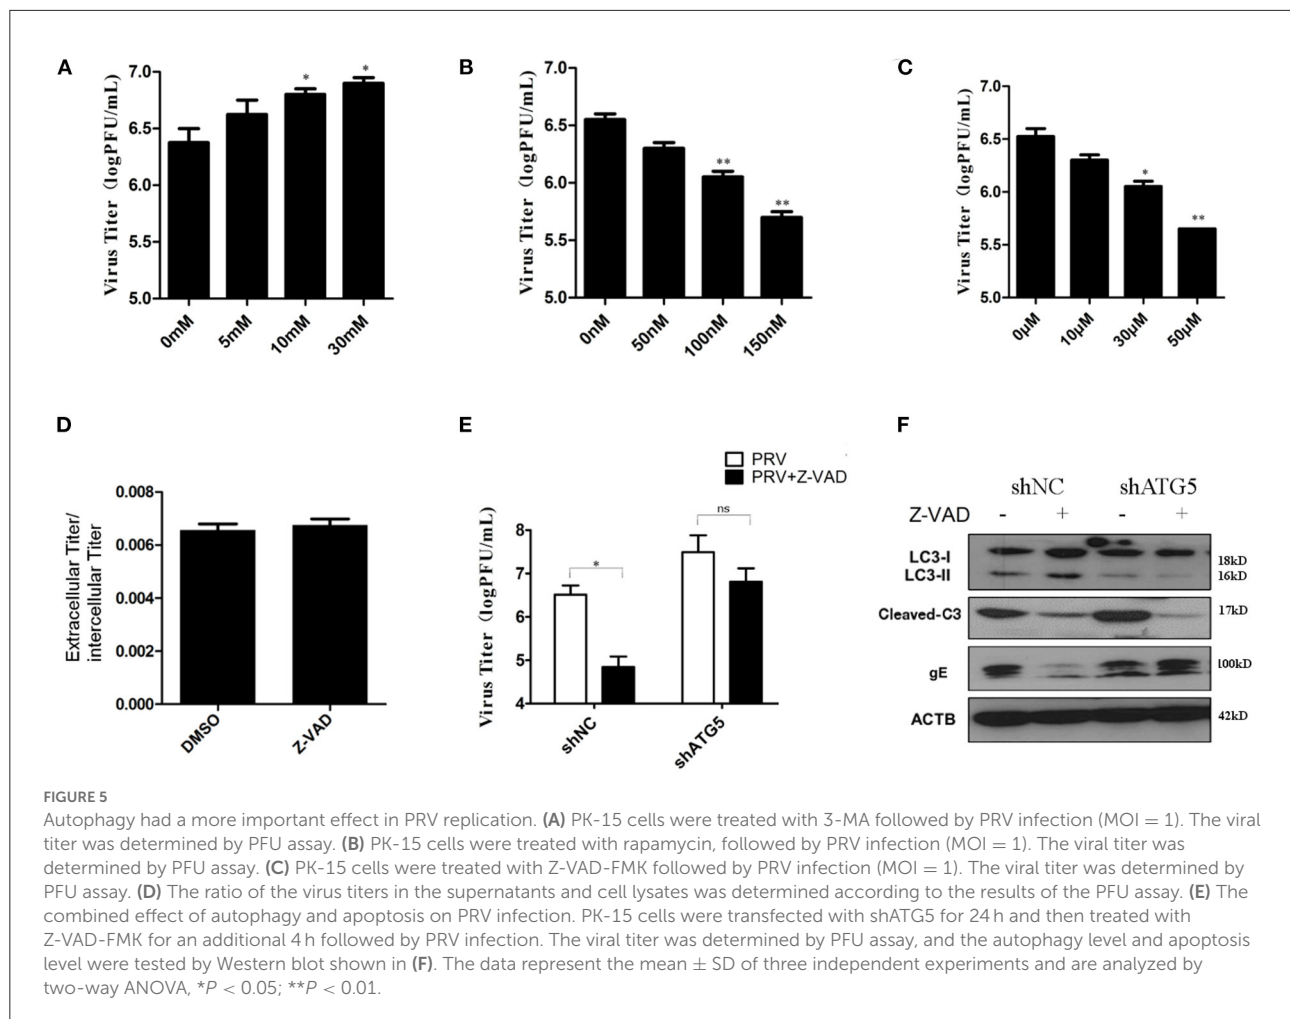 A
Virus Titer (logPFU/mL)
7.0
6.5
6.0
5.5
5.0
*
*
0mM
5mM
10mM
30mM
B
Virus Titer (logPFU/mL)
7.0
6.5
6.0
5.5
5.0
**
**
0nM
50nM
100nM
150nM
C
Virus Titer (logPFU/mL)
7.0
6.5
6.0
5.5
5.0
*
**
0μM
10μM
30μM
50μM
D
Extracellular Titer/
intercellular Titer
0.008
0.006
0.004
0.002
0.000
DMSO
Z-VAD
E
PRV
PRV+Z-VAD
Virus Titer (logPFU/mL)
8
7
6
5
4
*
ns
shNC
shATG5
F
shNC shATG5
Z-VAD - + - +
LC3-I 18kD
LC3-II 16kD
Cleaved-C3 17kD
gE 100kD
ACTB 42kD
FIGURE 5
Autophagy had a more important effect in PRV replication. (A) PK-15 cells were treated with 3-MA followed by PRV infection (MOI = 1). The viral
titer was determined by PFU assay. (B) PK-15 cells were treated with rapamycin, followed by PRV infection (MOI = 1). The viral titer was
determined by PFU assay. (C) PK-15 cells were treated with Z-VAD-FMK followed by PRV infection (MOI = 1). The viral titer was determined by
PFU assay. (D) The ratio of the virus titers in the supernatants and cell lysates was determined according to the results of the PFU assay. (E) The
combined effect of autophagy and apoptosis on PRV infection. PK-15 cells were transfected with shATG5 for 24 h and then treated with
Z-VAD-FMK for an additional 4 h followed by PRV infection. The viral titer was determined by PFU assay, and the autophagy level and apoptosis
level were tested by Western blot shown in (F). The data represent the mean ± SD of three independent experiments and are analyzed by
two-way ANOVA, *P < 0.05; **P < 0.01.